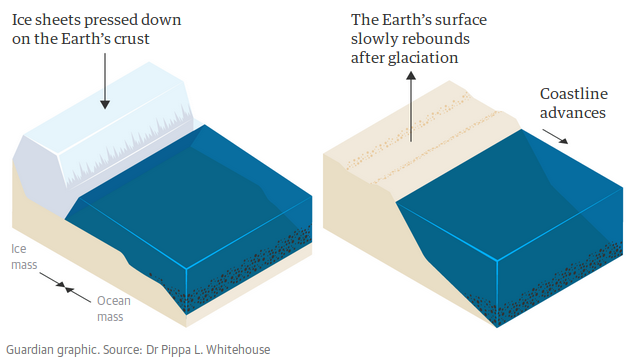 Ice sheets pressed down
on the Earth’s crust
The Earth’s surface
slowly rebounds
after glaciation
Coastline
advances
Ice
mass
Ocean
mass
Guardian graphic. Source: Dr Pippa L. Whitehouse